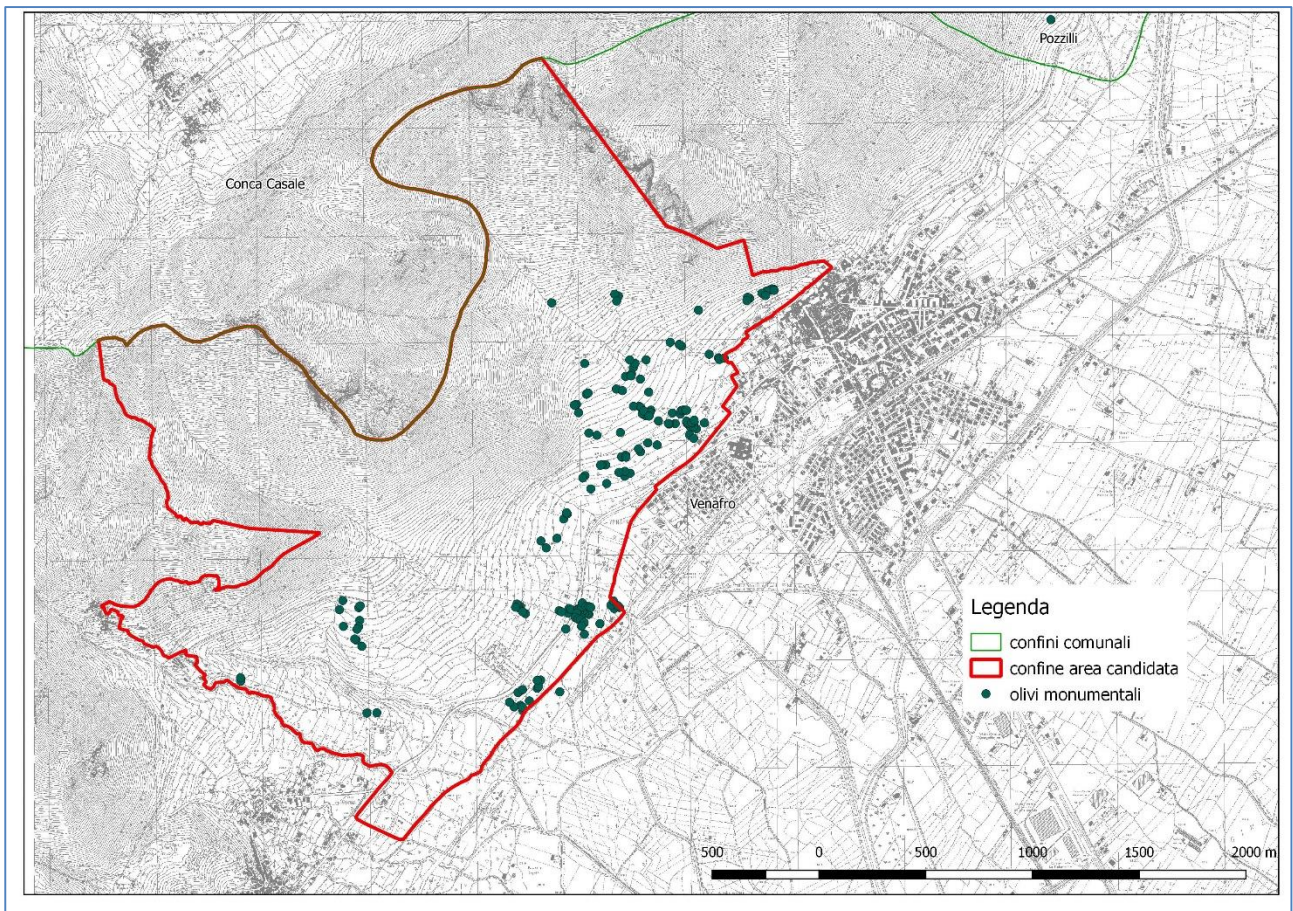 Pozzilli
Conca Casale
Venafro
Legenda
confini comunali
confine area candidata
olivi monumentali
500 0 500 1000 1500 2000 m